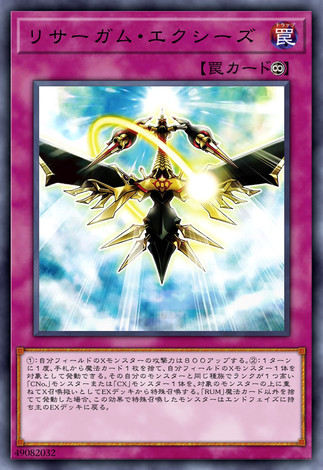 リサーガム・エクシーズ
トラップ
罠
【罠カード】
①：自分フィールドのXモンスターの攻撃力は８００アップする。②：１ターン
に１度、手札から魔法カード１枚を捨て、自分フィールドのXモンスター１体を
対象として発動できる。その自分のモンスターと同じ種族でランクが１つ高い
「CNo.」モンスターまたは「CX」モンスター１体を、対象のモンスターの上に重
ねてX召喚扱いとしてEXデッキから特殊召喚する。「RUM」魔法カード以外を捨
てて発動した場合、この効果で特殊召喚したモンスターはエンドフェイズに持
ち主のEXデッキに戻る。
49082032